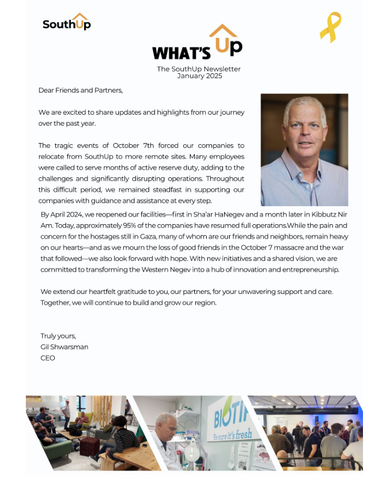 SouthUp
WHAT'S Up
The SouthUp Newsletter
January 2025
Dear Friends and Partners,
We are excited to share updates and highlights from our journey
over the past year.
The tragic events of October 7th forced our companies to
relocate from SouthUp to more remote sites. Many employees
were called to serve months of active reserve duty, adding to the
challenges and significantly disrupting operations. Throughout
this difficult period, we remained steadfast in supporting our
companies with guidance and assistance at every step.
By April 2024, we reopened our facilities—first in Sha'ar HaNegev and a month later in Kibbutz Nir
Am. Today, approximately 95% of the companies have resumed full operations.While the pain and
concern for the hostages still in Gaza, many of whom are our friends and neighbors, remain heavy
on our hearts—and as we mourn the loss of good friends in the October 7 massacre and the war
that followed—we also look forward with hope. With new initiatives and a shared vision, we are
committed to transforming the Western Negev into a hub of innovation and entrepreneurship.
We extend our heartfelt gratitude to you, our partners, for your unwavering support and care.
Together, we will continue to build and grow our region.
Truly yours,
Gil Shwarsman
CEO